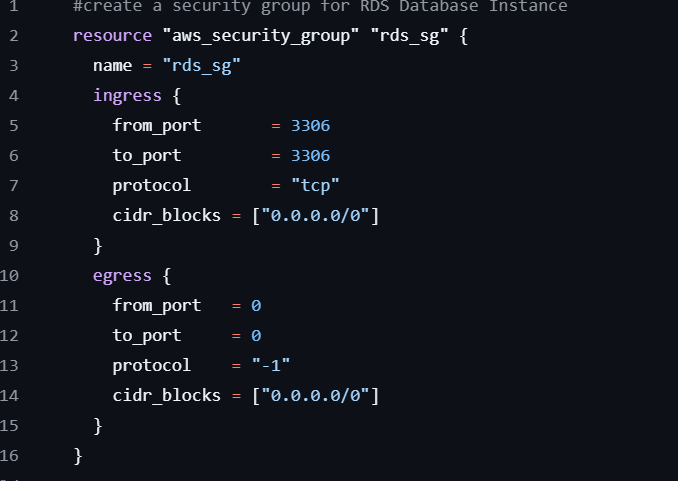 1 #create a security group for RDS Database Instance
2 resource "aws_security_group" "rds_sg" {
3   name = "rds_sg"
4   ingress {
5     from_port       = 3306
6     to_port         = 3306
7     protocol        = "tcp"
8     cidr_blocks = ["0.0.0.0/0"]
9   }
10   egress {
11     from_port   = 0
12     to_port     = 0
13     protocol    = "-1"
14     cidr_blocks = ["0.0.0.0/0"]
15   }
16 }